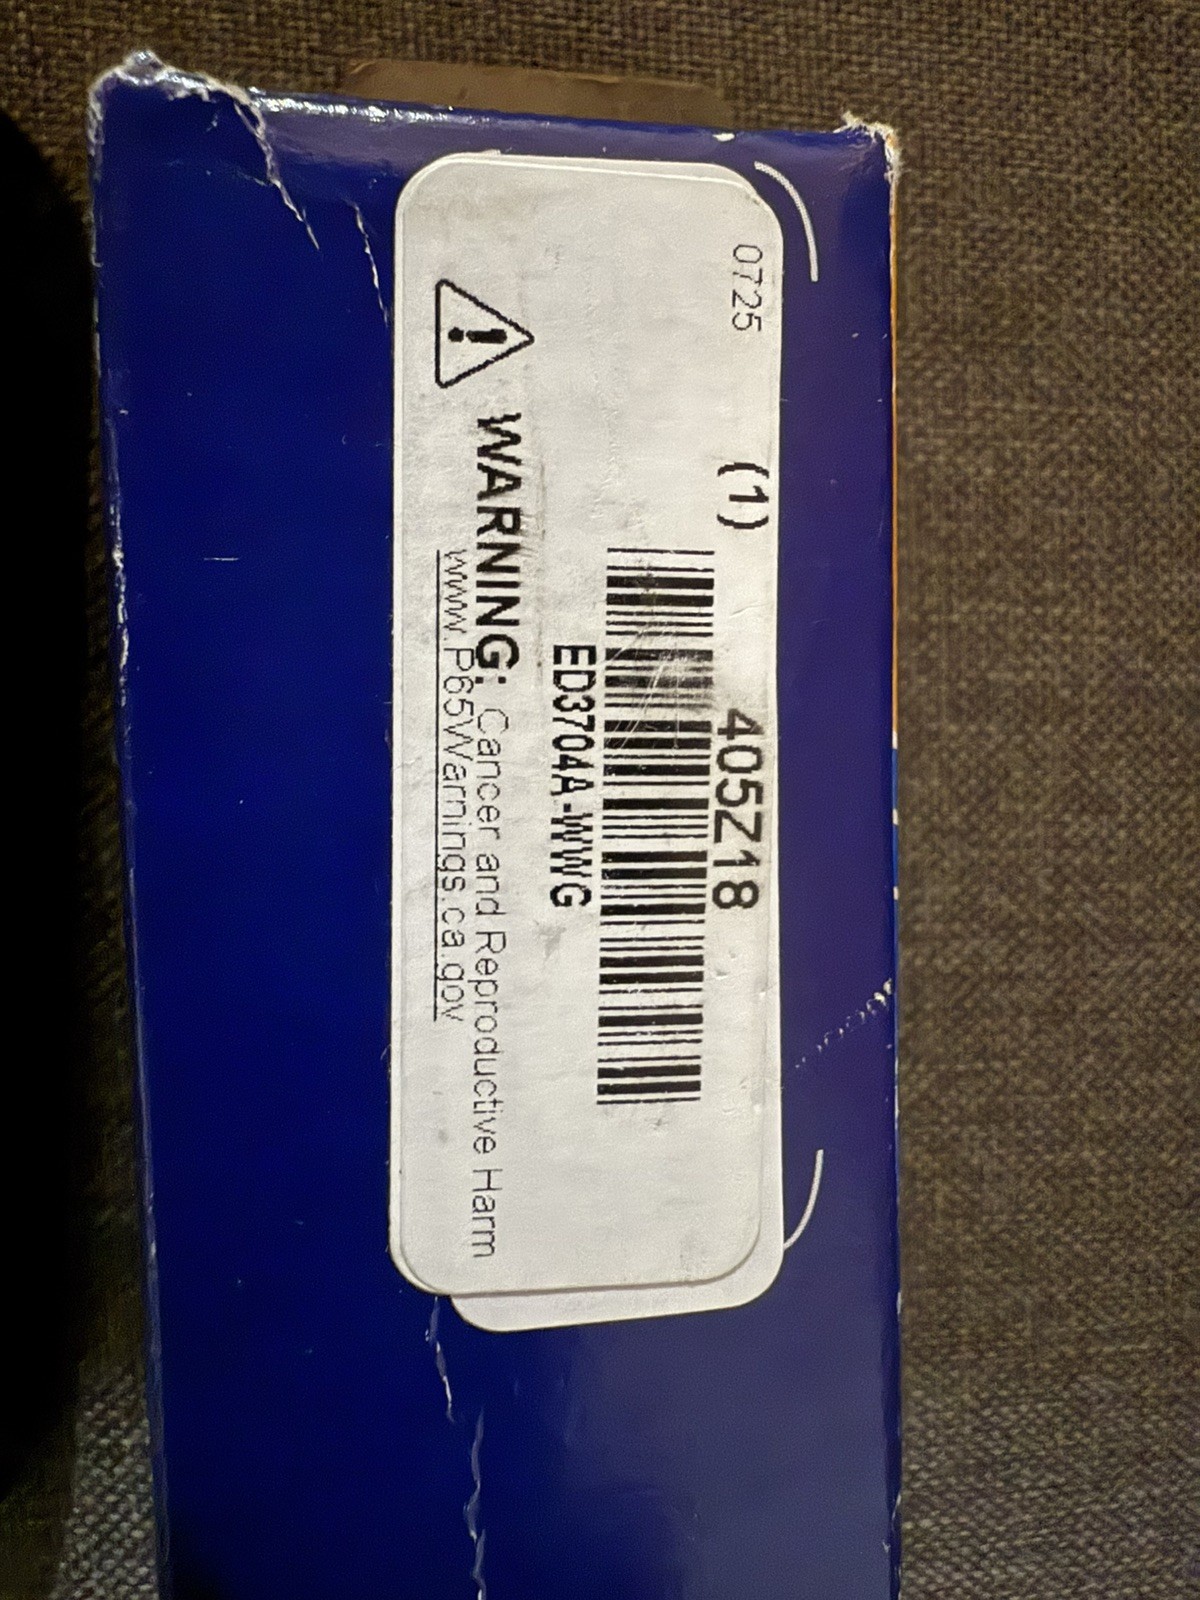 0725
(1) 405Z18
ED3704A-WWG
WARNING: Cancer and Reproductive Harm
www.P65Warnings.ca.gov